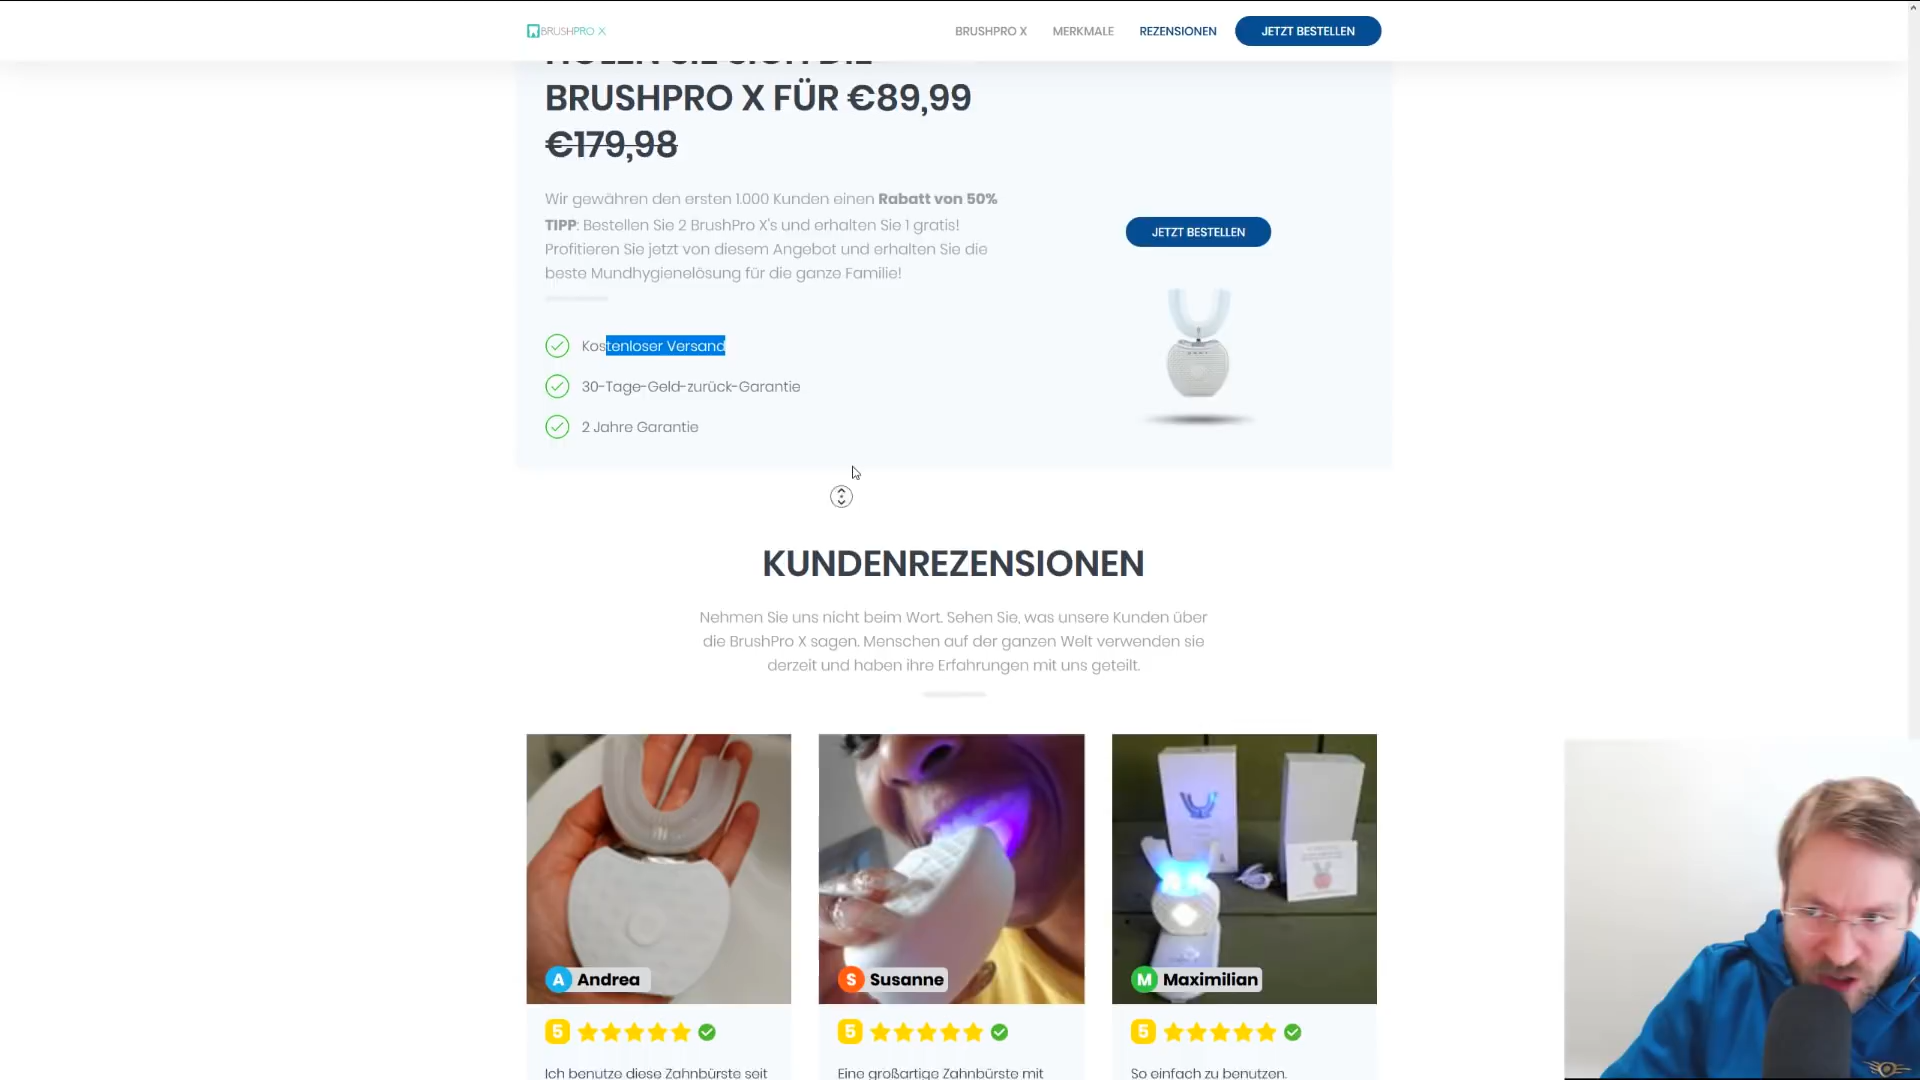 BRUSHPRO X
BRUSHPRO X
MERKMALE
REZENSIONEN
JETZT BESTELLEN
HOLEN SIE SICH DIE
BRUSHPRO X FÜR €89,99
€179,98
Wir gewähren den ersten 1.000 Kunden einen Rabatt von 50%
TIPP: Bestellen Sie 2 BrushPro X's und erhalten Sie 1 gratis!
Profitieren Sie jetzt von diesem Angebot und erhalten Sie die
beste Mundhygienelösung für die ganze Familie!
Kostenloser Versand
30-Tage-Geld-zurück-Garantie
2 Jahre Garantie
JETZT BESTELLEN
KUNDENREZENSIONEN
Nehmen Sie uns nicht beim Wort. Sehen Sie, was unsere Kunden über
die BrushPro X sagen. Menschen auf der ganzen Welt verwenden sie
derzeit und haben ihre Erfahrungen mit uns geteilt.
A Andrea
S Susanne
M Maximilian
5
5
5
Ich benutze diese Zahnbürste seit
Eine großartige Zahnbürste mit
So einfach zu benutzen.